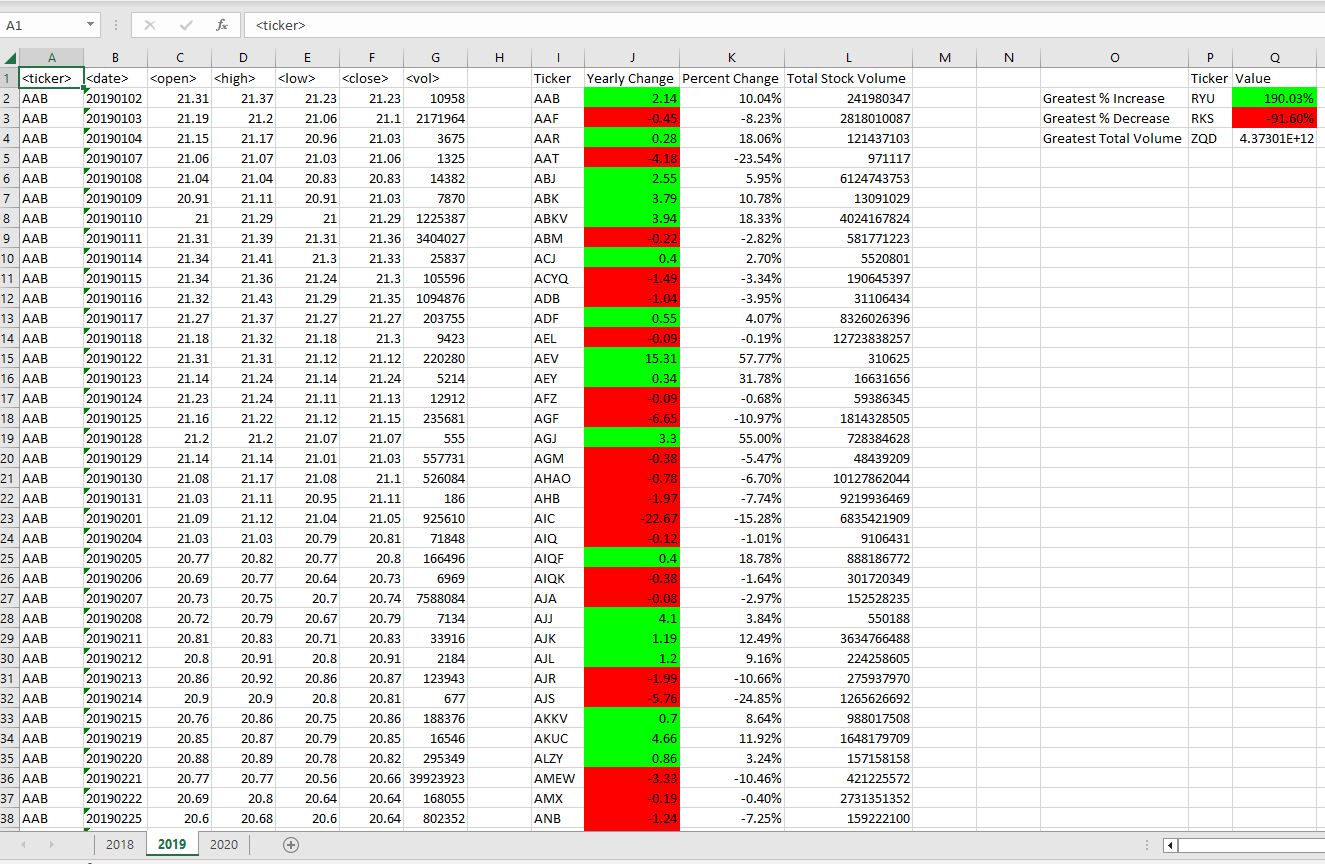 A1 fx <ticker>
A B C D E F G H I J K L M N O P Q
1 <ticker> <date> <open> <high> <low> <close> <vol> Ticker Yearly Change Percent Change Total Stock Volume Ticker Value
2 AAB 20190102 21.31 21.37 21.23 21.23 10958 AAB 2.14 10.04% 241980347 Greatest % Increase RYU 190.03%
3 AAB 20190103 21.19 21.2 21.06 21.1 2171964 AAF -0.45 -8.23% 2818010087 Greatest % Decrease RKS -91.60%
4 AAB 20190104 21.15 21.17 20.96 21.03 3675 AAR 0.28 18.06% 121437103 Greatest Total Volume ZQD 4.37301E+12
5 AAB 20190107 21.06 21.07 21.03 21.06 1325 AAT -4.18 -23.54% 971117
6 AAB 20190108 21.04 21.04 20.83 20.83 14382 ABJ 2.55 5.95% 6124743753
7 AAB 20190109 20.91 21.11 20.91 21.03 7870 ABK 3.79 10.78% 13091029
8 AAB 20190110 21 21.29 21 21.29 1225387 ABKV 3.94 18.33% 4024167824
9 AAB 20190111 21.31 21.39 21.31 21.36 3404027 ABM -0.22 -2.82% 581771223
10 AAB 20190114 21.34 21.41 21.3 21.33 25837 ACJ 0.4 2.70% 5520801
11 AAB 20190115 21.34 21.36 21.24 21.3 105596 ACYQ -1.49 -3.34% 190645397
12 AAB 20190116 21.32 21.43 21.29 21.35 1094876 ADB -1.04 -3.95% 31106434
13 AAB 20190117 21.27 21.37 21.27 21.27 203755 ADF 0.55 4.07% 8326026396
14 AAB 20190118 21.18 21.32 21.18 21.3 9423 AEL -0.09 -0.19% 12723838257
15 AAB 20190122 21.31 21.31 21.12 21.12 220280 AEV 15.31 57.77% 310625
16 AAB 20190123 21.14 21.24 21.14 21.24 5214 AEY 0.34 31.78% 16631656
17 AAB 20190124 21.23 21.24 21.11 21.13 12912 AFZ -0.09 -0.68% 59386345
18 AAB 20190125 21.16 21.22 21.12 21.15 235681 AGF -6.65 -10.97% 1814328505
19 AAB 20190128 21.2 21.2 21.07 21.07 555 AGJ 3.3 55.00% 728384628
20 AAB 20190129 21.14 21.14 21.01 21.03 557731 AGM -0.38 -5.47% 48439209
21 AAB 20190130 21.08 21.17 21.08 21.1 526084 AHAO -0.78 -6.70% 10127862044
22 AAB 20190131 21.03 21.11 20.95 21.11 186 AHB -1.97 -7.74% 9219936469
23 AAB 20190201 21.09 21.12 21.04 21.05 925610 AIC -22.67 -15.28% 6835421909
24 AAB 20190204 21.03 21.03 20.79 20.81 71848 AIQ -0.12 -1.01% 9106431
25 AAB 20190205 20.77 20.82 20.77 20.8 166496 AIQF 0.4 18.78% 888186772
26 AAB 20190206 20.69 20.77 20.64 20.73 6969 AIQK -0.38 -1.64% 301720349
27 AAB 20190207 20.73 20.75 20.7 20.74 7588084 AJA -0.08 -2.97% 152528235
28 AAB 20190208 20.72 20.79 20.67 20.79 7134 AJJ 4.1 3.84% 550188
29 AAB 20190211 20.81 20.83 20.71 20.83 33916 AJK 1.19 12.49% 3634766488
30 AAB 20190212 20.8 20.91 20.8 20.91 2184 AJL 1.2 9.16% 224258605
31 AAB 20190213 20.86 20.92 20.86 20.87 123943 AJR -1.99 -10.66% 275937970
32 AAB 20190214 20.9 20.9 20.8 20.81 677 AJS -5.76 -24.85% 1265626692
33 AAB 20190215 20.76 20.86 20.75 20.86 188376 AKKV 0.7 8.64% 988017508
34 AAB 20190219 20.85 20.87 20.79 20.85 16546 AKUC 4.66 11.92% 1648179709
35 AAB 20190220 20.88 20.89 20.78 20.82 295349 ALZY 0.86 3.24% 157158158
36 AAB 20190221 20.77 20.77 20.56 20.66 39923923 AMEW -3.33 -10.46% 421225572
37 AAB 20190222 20.69 20.8 20.64 20.64 168055 AMX -0.19 -0.40% 2731351352
38 AAB 20190225 20.6 20.68 20.6 20.64 802352 ANB -1.24 -7.25% 159222100
2018 2019 2020